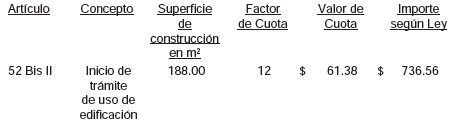 Artículo Concepto Superficie de construcción en m² Factor de Cuota Valor de Cuota Importe según Ley
52 Bis II Inicio de trámite de uso de edificación 188.00 12 $ 61.38 $ 736.56